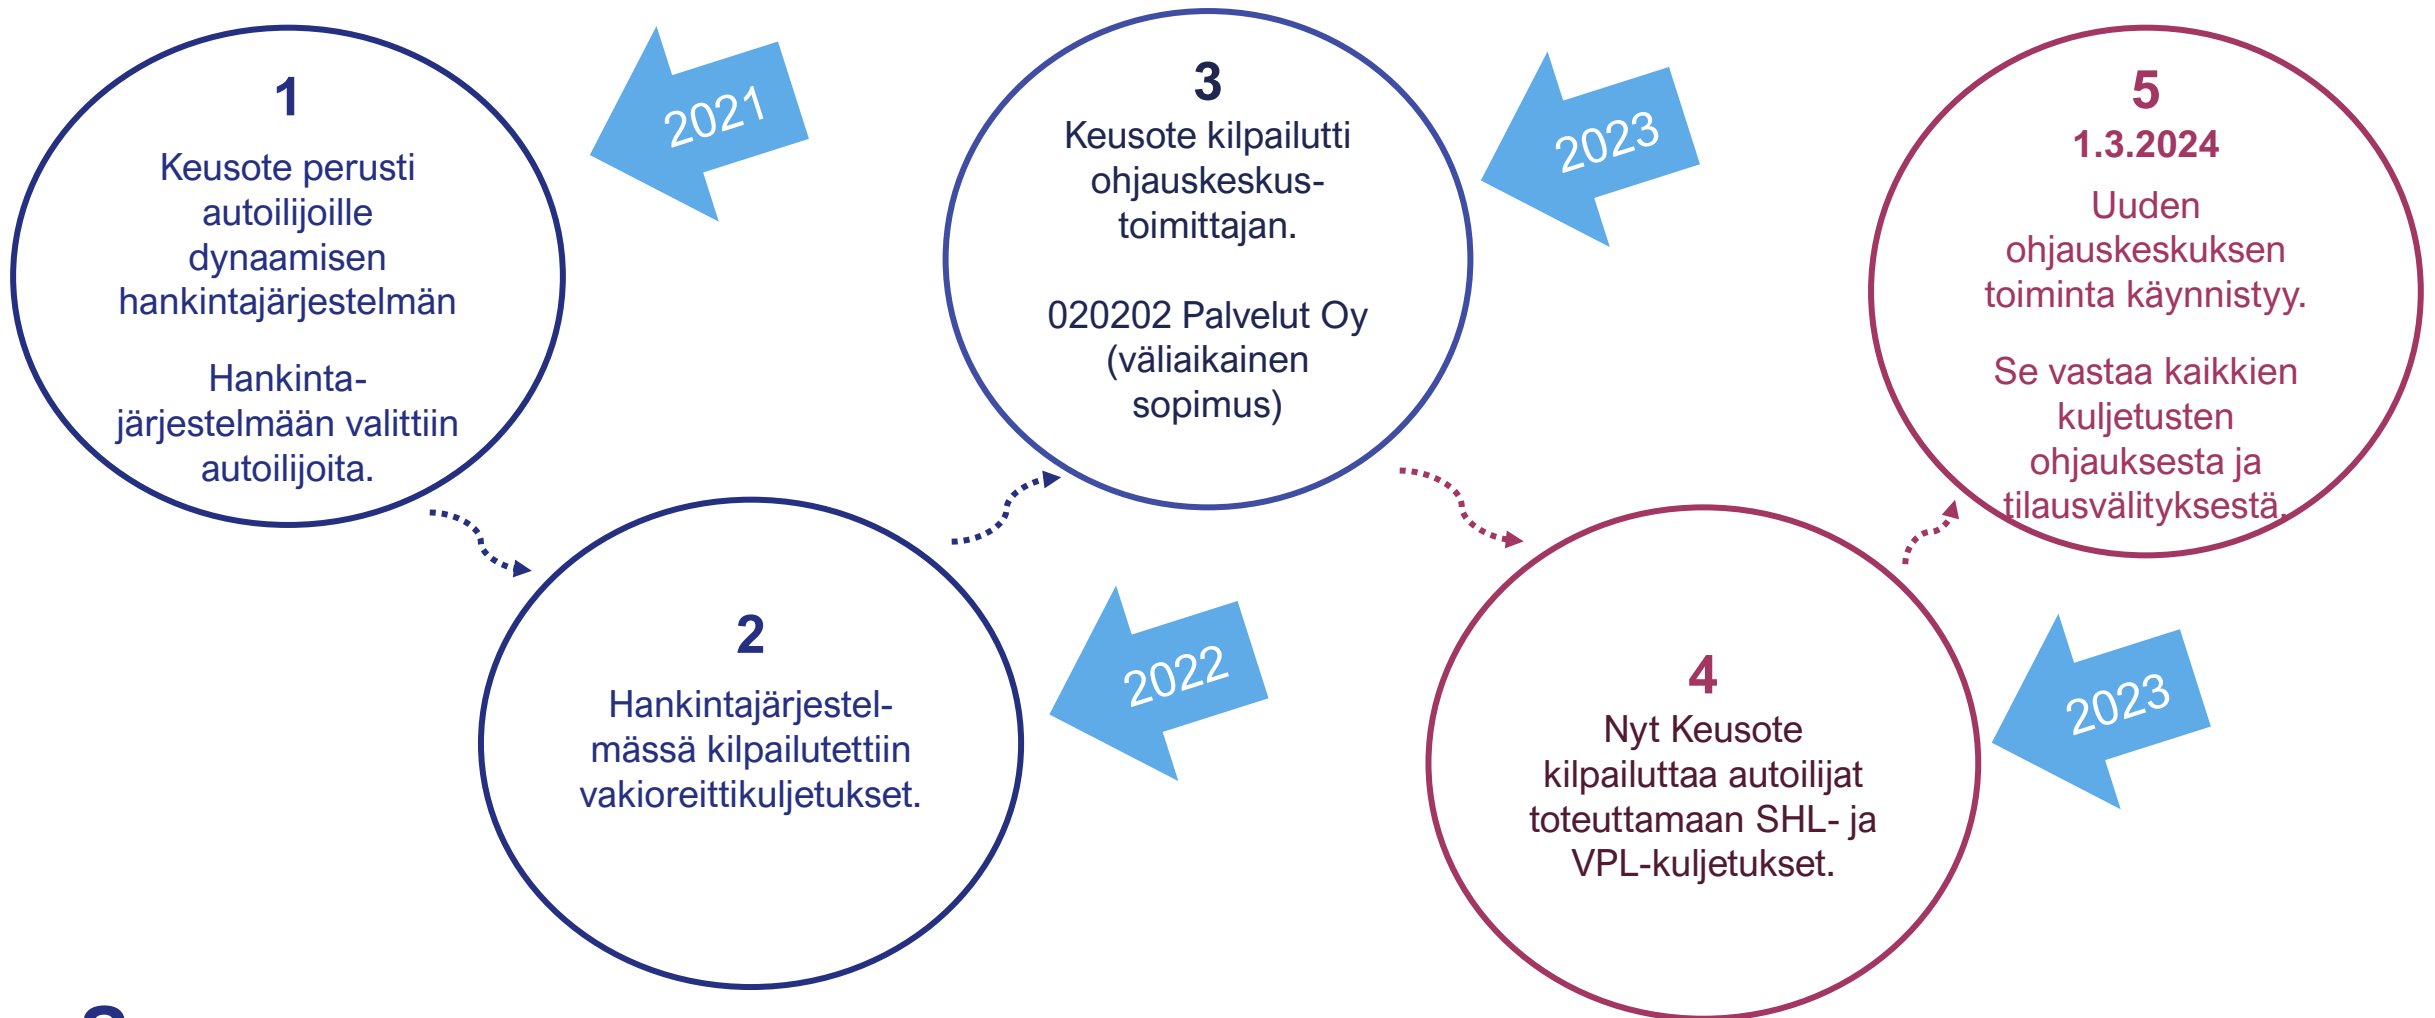 1
Keusote perusti
autoilijoille
dynaamisen
hankintajärjestelmän
Hankinta-
järjestelmään valittiin
autoilijoita.
2021
2
Hankintajärjestel-
mässä kilpailutettiin
vakioreittikuljetukset.
2022
3
Keusote kilpailutti
ohjauskeskus-
toimittajan.
020202 Palvelut Oy
(väliaikainen
sopimus)
2023
4
Nyt Keusote
kilpailuttaa autoilijat
toteuttamaan SHL- ja
VPL-kuljetukset.
2023
5
1.3.2024
Uuden
ohjauskeskuksen
toiminta käynnistyy.
Se vastaa kaikkien
kuljetusten
ohjauksesta ja
tilausvälityksestä.